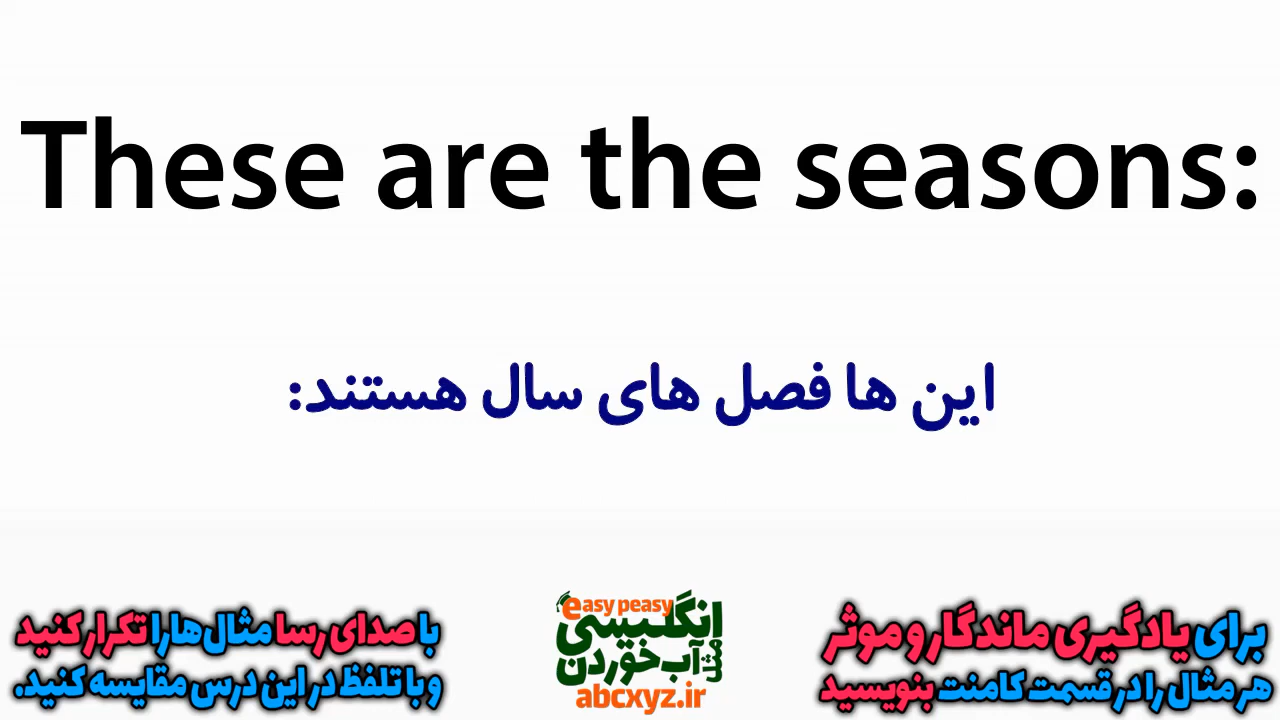 These are the seasons:
این ها فصل های سال هستند:
برای یادگیری ماندگار و موثر
هر مثال را در قسمت کامنت بنویسید
easy peasy
انگلیسی
مثل آب خوردن
abcxyz.ir
با صدای رسا مثال‌ها را تکرار کنید
و با تلفظ در این درس مقایسه کنید.